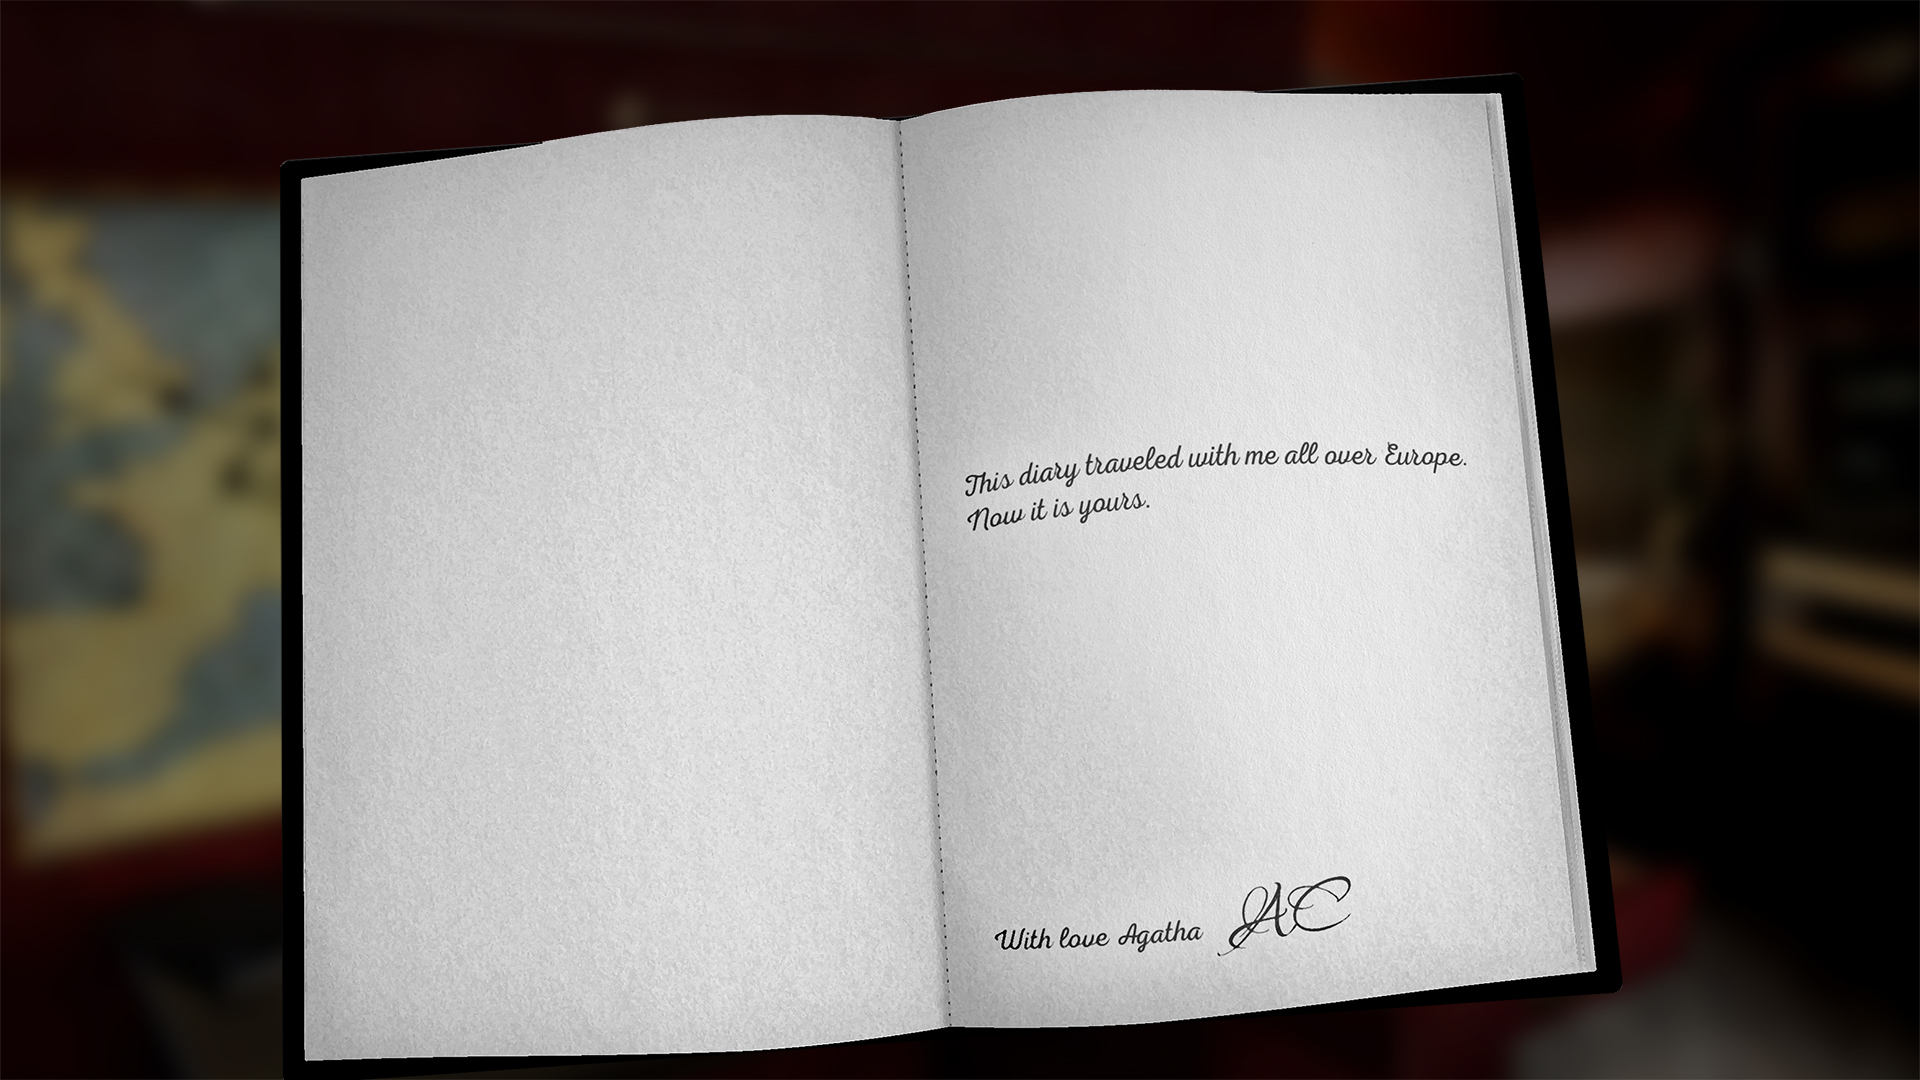 This diary traveled with me all over Europe.
Now it is yours.
With love Agatha AC